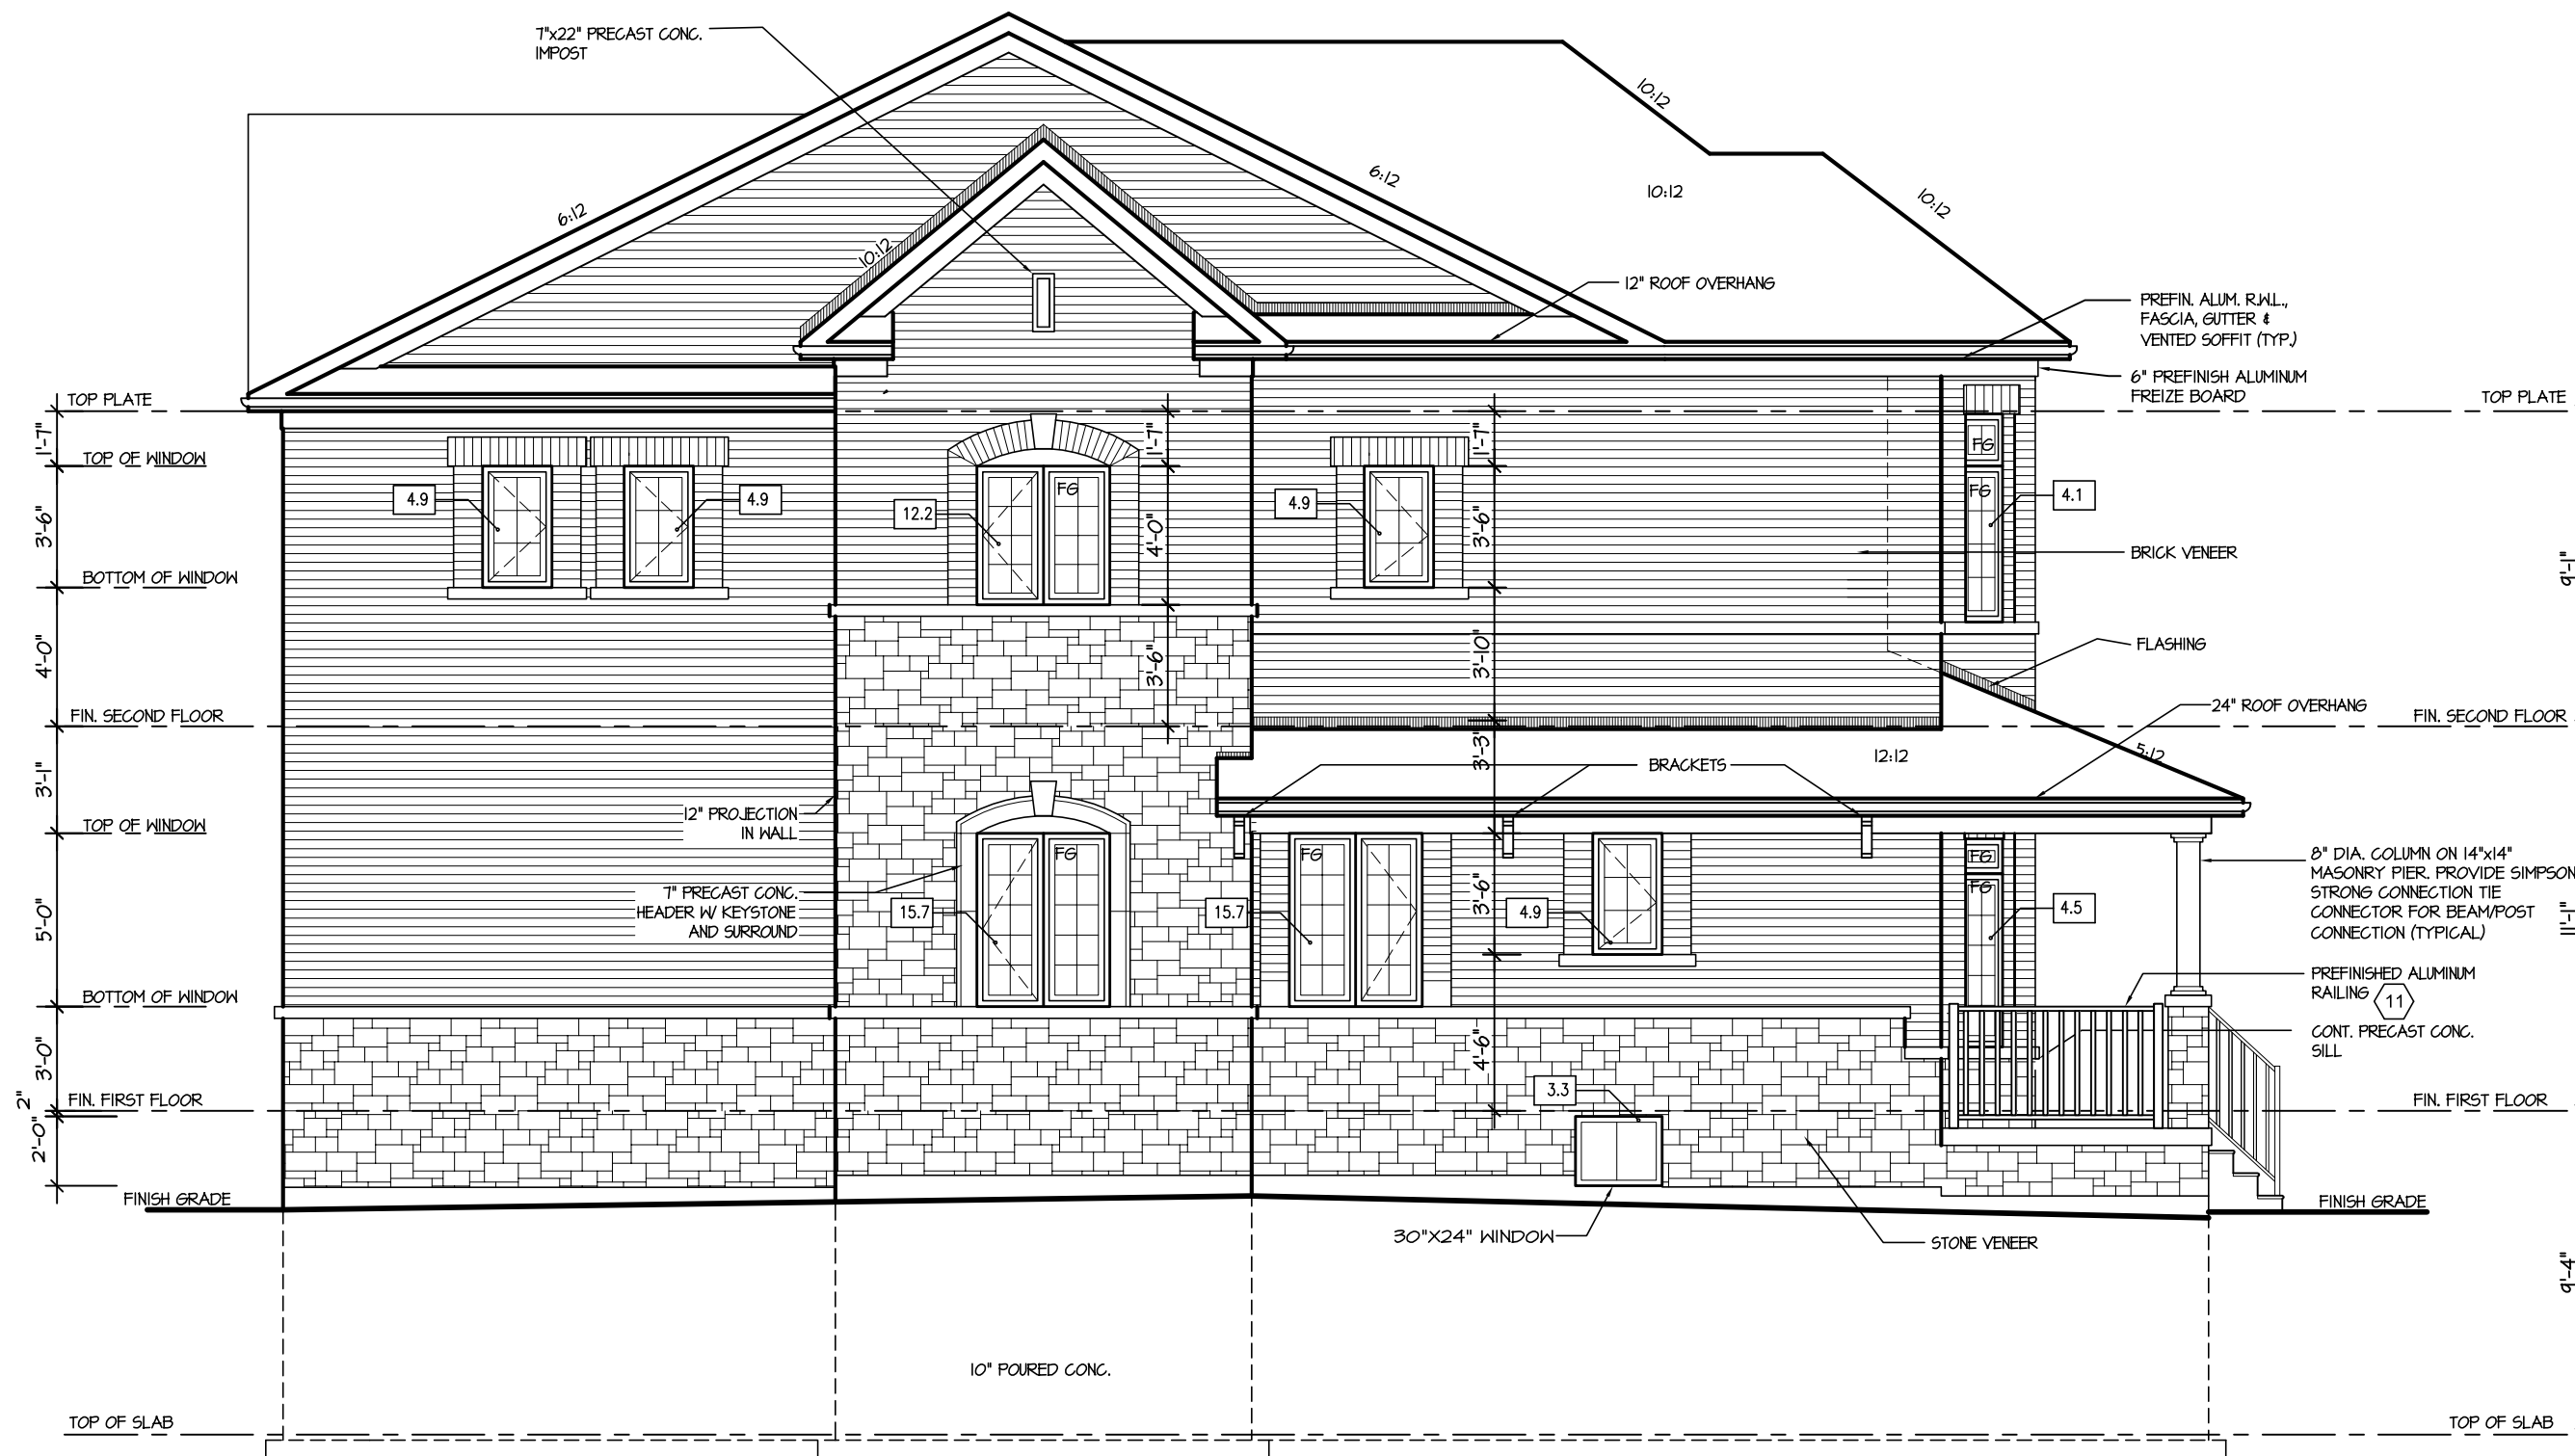 7"x22" PRECAST CONC.
IMPOST
10:12
6:12
6:12
10:12
10:12
10:12
12" ROOF OVERHANG
PREFIN. ALUM. R.W.L.,
FASCIA, GUTTER &
VENTED SOFFIT (TYP.)
6" PREFINISH ALUMINUM
FREIZE BOARD
TOP PLATE
TOP PLATE
1'-7"
1'-7"
1'-7"
TOP OF WINDOW
FG
FG
FG
4.9
4.9
12.2
4.9
4.1
3'-6"
4'-0"
3'-6"
BRICK VENEER
9'-1"
BOTTOM OF WINDOW
4'-0"
3'-6"
3'-10"
FLASHING
24" ROOF OVERHANG
FIN. SECOND FLOOR
FIN. SECOND FLOOR
3'-1"
3'-3"
12:12
5:12
BRACKETS
12" PROJECTION
IN WALL
TOP OF WINDOW
FG
FG
FG
FG
8" DIA. COLUMN ON 14"x14"
MASONRY PIER. PROVIDE SIMPSON
STRONG CONNECTION TIE
CONNECTOR FOR BEAM/POST
CONNECTION (TYPICAL)
7" PRECAST CONC.
HEADER W/ KEYSTONE
AND SURROUND
5'-0"
15.7
15.7
3'-6"
4.9
4.5
11'-1"
PREFINISHED ALUMINUM
RAILING 11
BOTTOM OF WINDOW
CONT. PRECAST CONC.
SILL
3'-0"
4'-6"
3.3
FIN. FIRST FLOOR
FIN. FIRST FLOOR
2"
2'-0"
FINISH GRADE
FINISH GRADE
30"X24" WINDOW
STONE VENEER
9'-4"
10" POURED CONC.
TOP OF SLAB
TOP OF SLAB